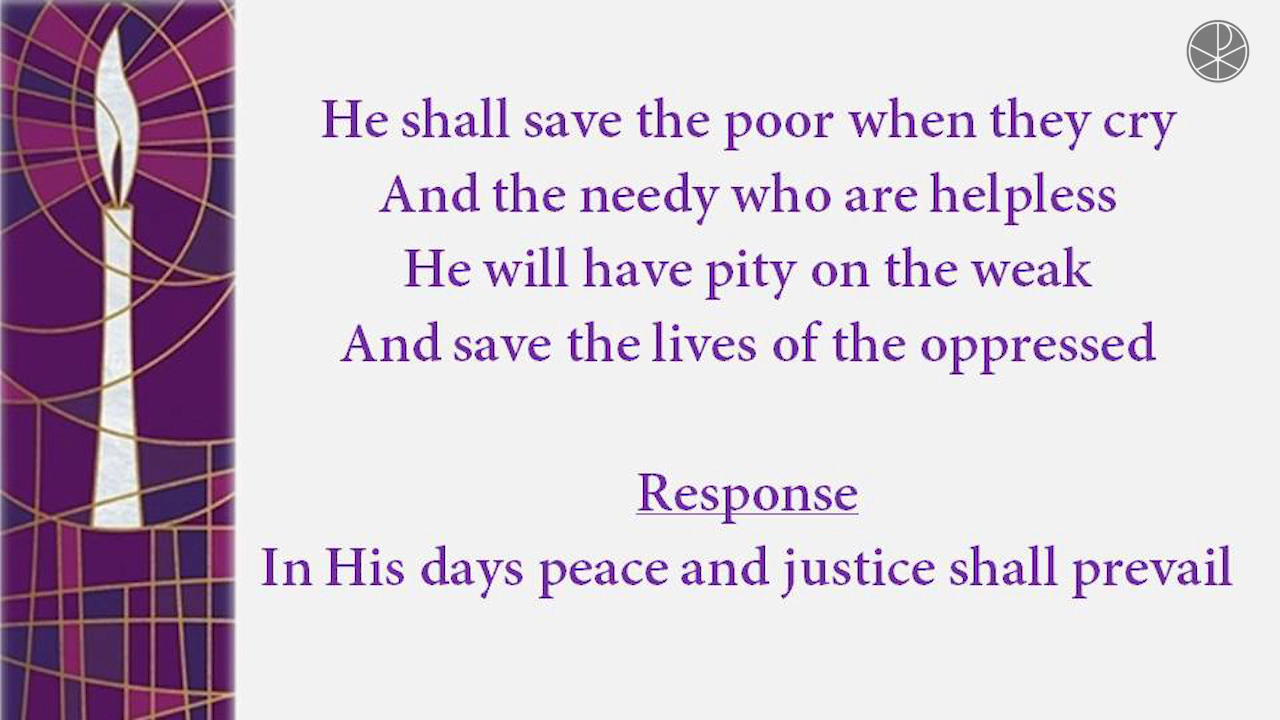 He shall save the poor when they cry
And the needy who are helpless
He will have pity on the weak
And save the lives of the oppressed
Response
In His days peace and justice shall prevail